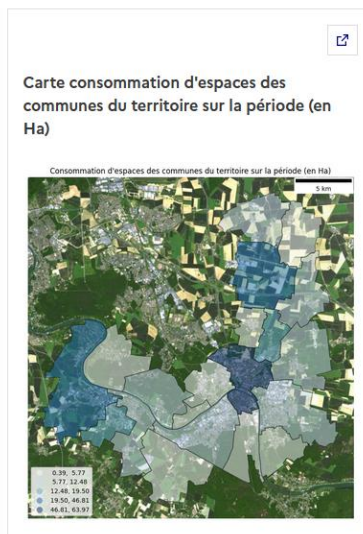 Carte consommation d'espaces des
communes du territoire sur la période (en
Ha)
Consommation d'espaces des communes du territoire sur la période (en Ha)
5 km
0.39, 5.77
5.77, 12.48
12.48, 19.50
19.50, 46.81
46.81, 63.97